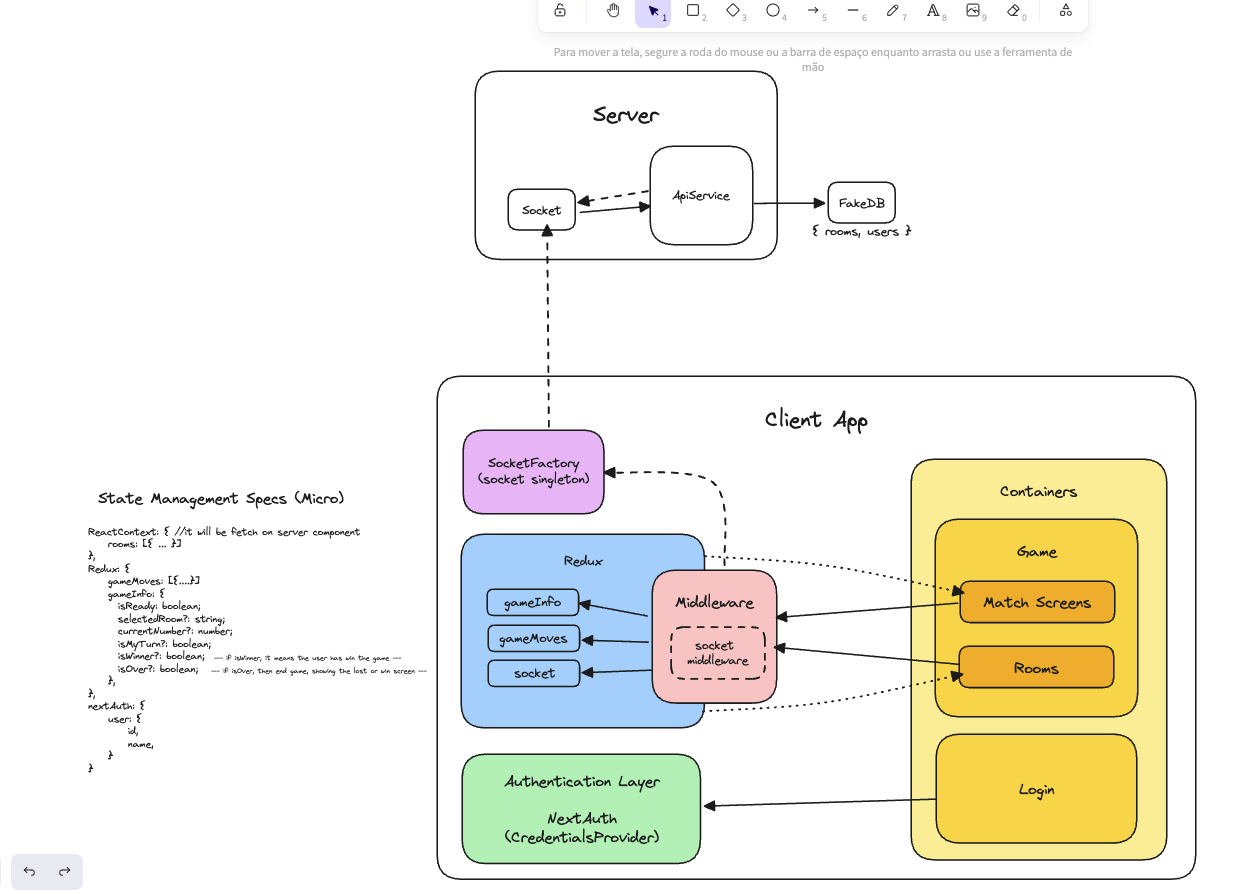 1
2
3
4
5
6
7
A 8
9
0
Para mover a tela, segure a roda do mouse ou a barra de espaço enquanto arrasta ou use a ferramenta de
mão
Server
Socket
ApiService
FakeDB
{ rooms, users }
Client App
SocketFactory
(socket singleton)
Redux
gameInfo
gameMoves
socket
Middleware
socket
middleware
Containers
Game
Match Screens
Rooms
Login
Authentication Layer
NextAuth
(CredentialsProvider)
State Management Specs (Micro)
ReactContext: { //it will be fetch on server component
rooms: [{ ... }]
},
Redux: {
gameMoves: [{....}]
gameInfo: {
isReady: boolean;
selectedRoom?: string;
currentNumber?: number;
isMyTurn?: boolean;
isWinner?: boolean; --- if isWinner, it means the user has win the game ---
isOver?: boolean; --- if isOver, then end game, showing the lost or win screen ---
},
},
nextAuth: {
user: {
id,
name,
}
}